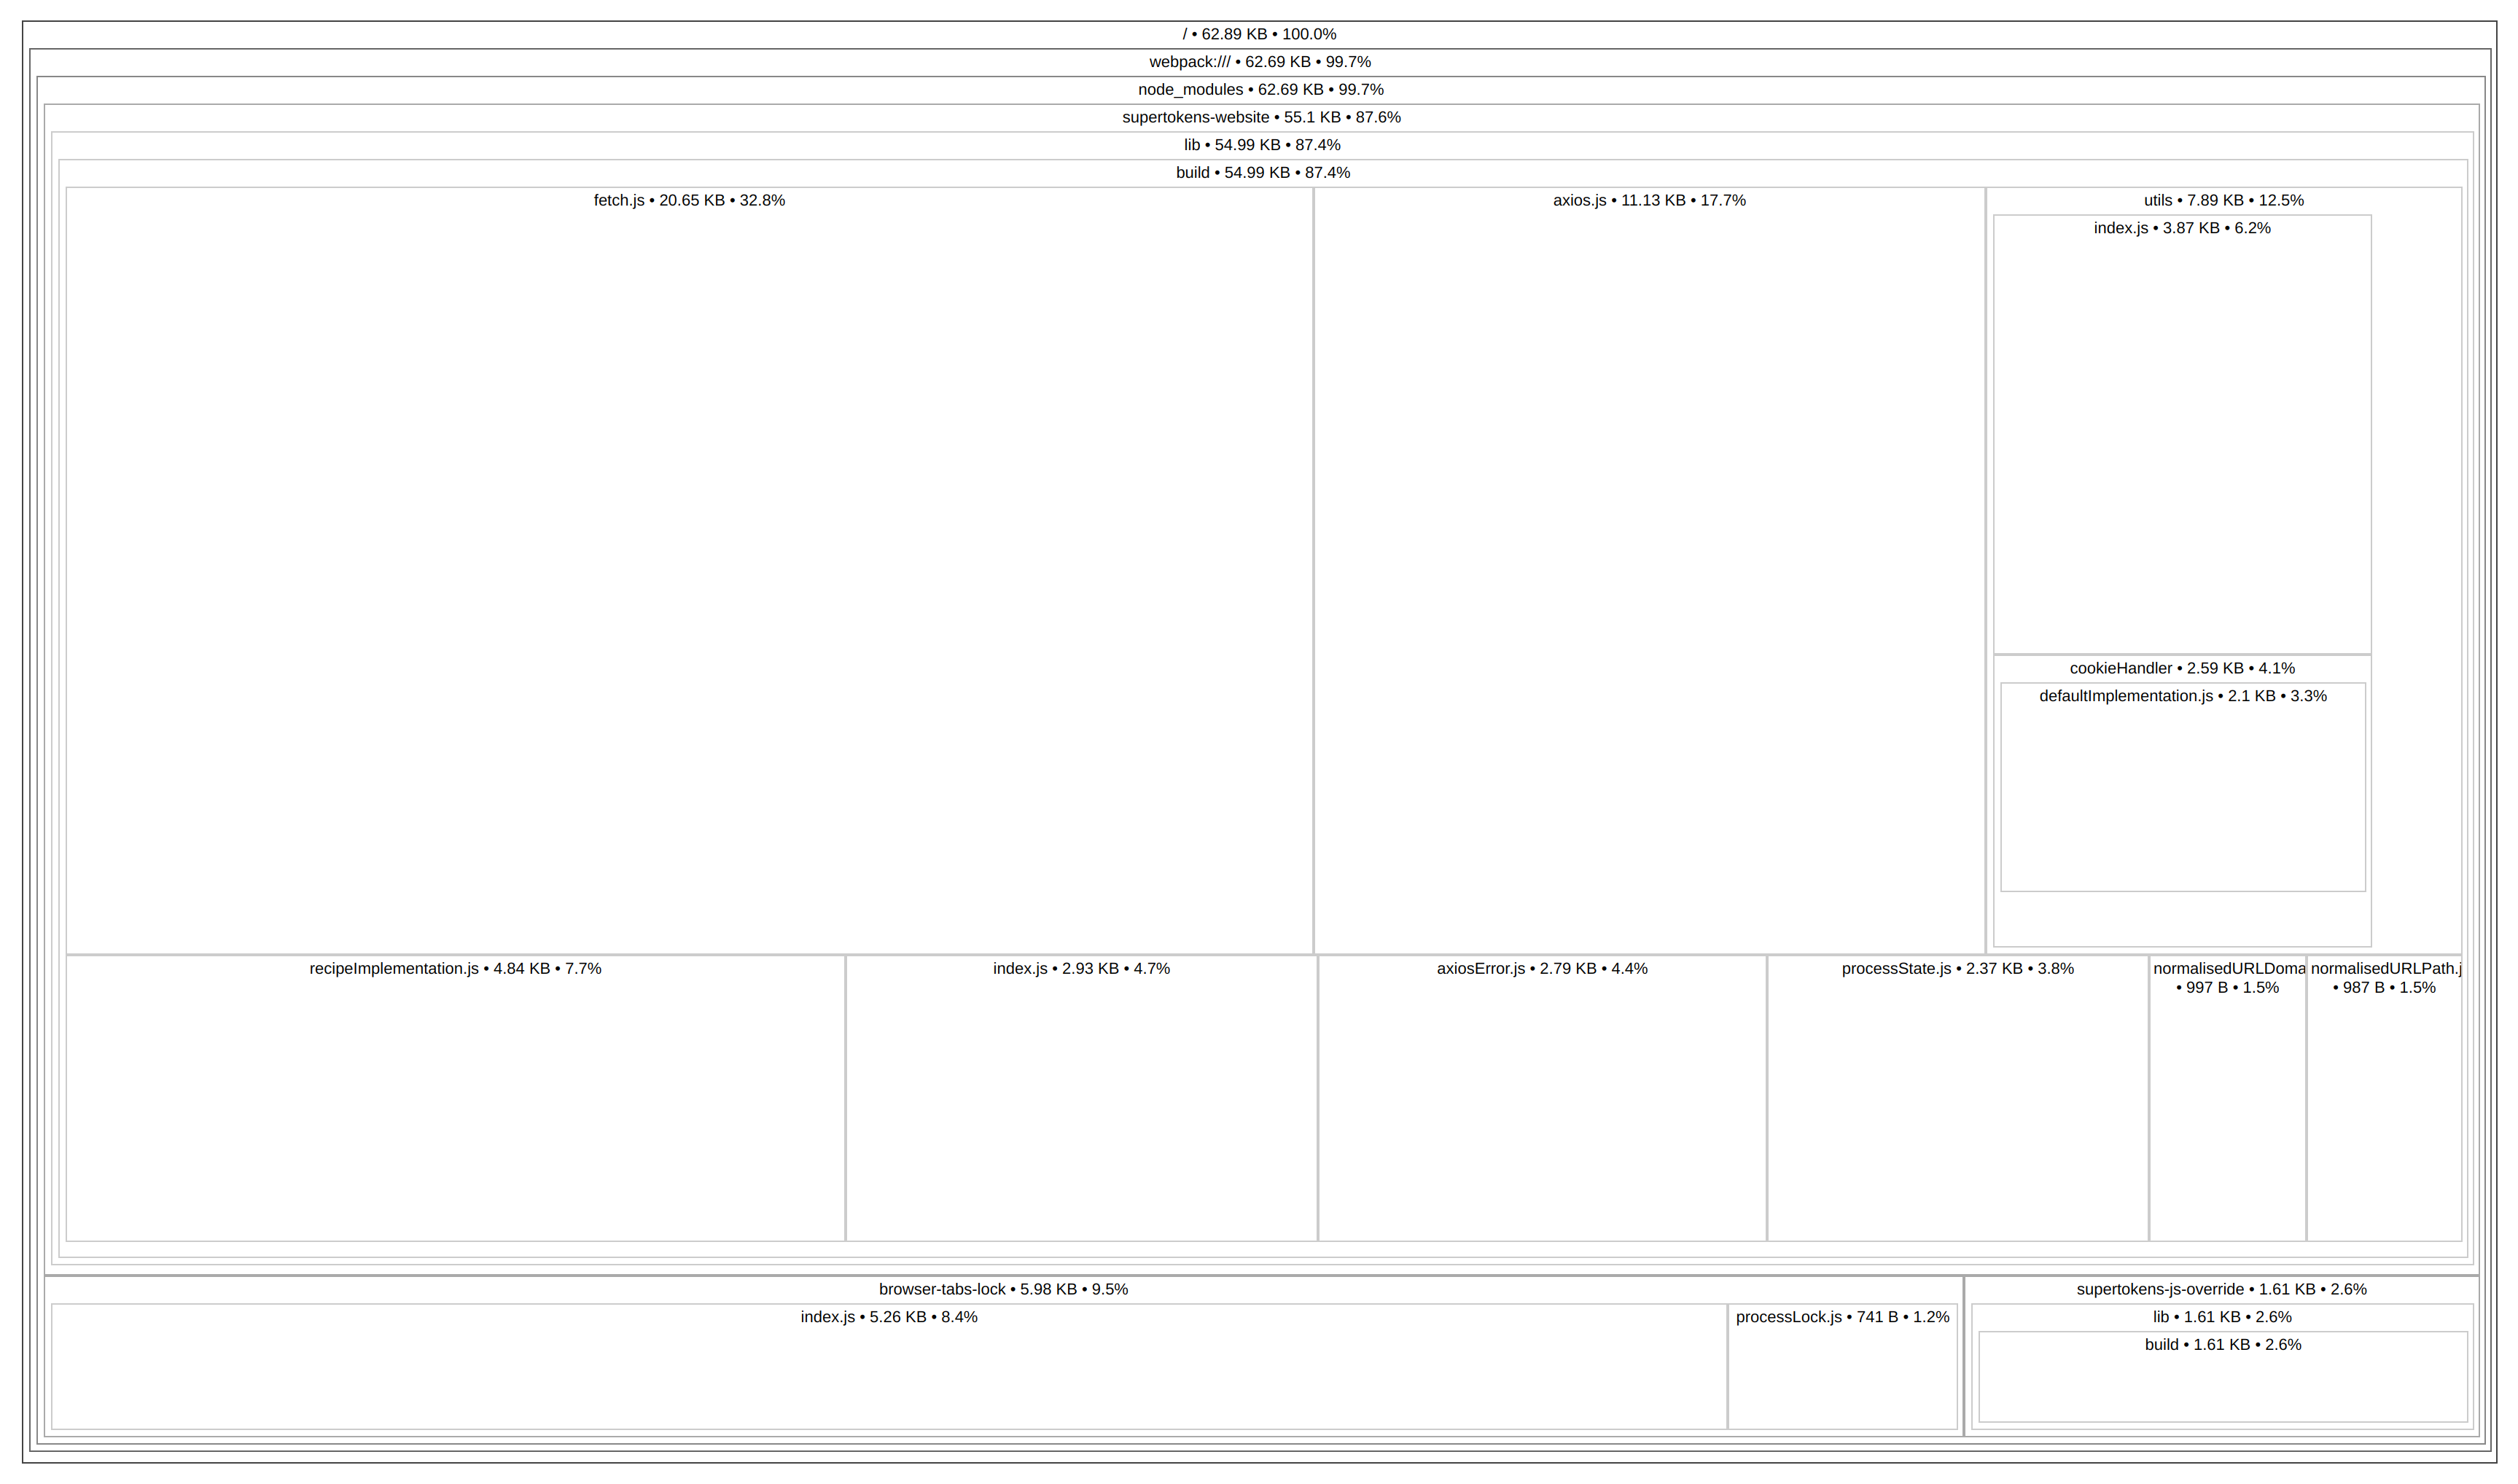 / • 62.89 KB • 100.0%
webpack:/// • 62.69 KB • 99.7%
node_modules • 62.69 KB • 99.7%
supertokens-website • 55.1 KB • 87.6%
lib • 54.99 KB • 87.4%
build • 54.99 KB • 87.4%
fetch.js • 20.65 KB • 32.8%
axios.js • 11.13 KB • 17.7%
utils • 7.89 KB • 12.5%
index.js • 3.87 KB • 6.2%
cookieHandler • 2.59 KB • 4.1%
defaultImplementation.js • 2.1 KB • 3.3%
recipeImplementation.js • 4.84 KB • 7.7%
index.js • 2.93 KB • 4.7%
axiosError.js • 2.79 KB • 4.4%
processState.js • 2.37 KB • 3.8%
normalisedURLDoma
• 997 B • 1.5%
normalisedURLPath.j
• 987 B • 1.5%
browser-tabs-lock • 5.98 KB • 9.5%
index.js • 5.26 KB • 8.4%
processLock.js • 741 B • 1.2%
supertokens-js-override • 1.61 KB • 2.6%
lib • 1.61 KB • 2.6%
build • 1.61 KB • 2.6%